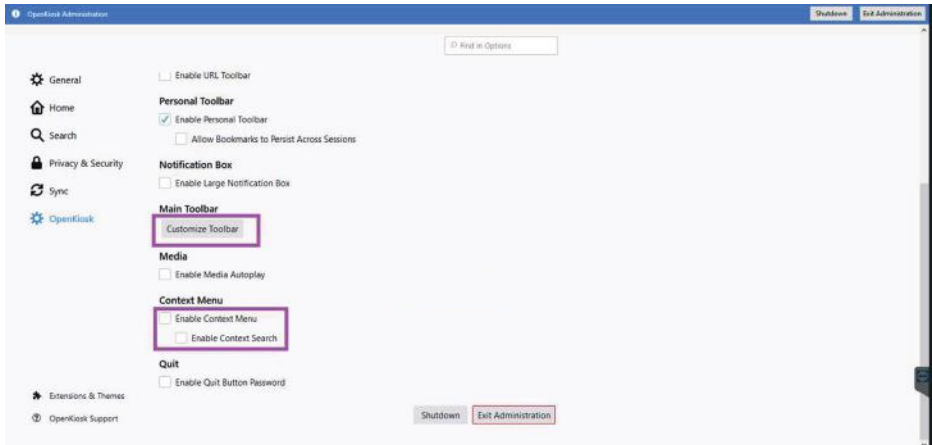 OpenKiosk Administration
Shutdown Exit Administration
Find in Options
General
Home
Search
Privacy & Security
Sync
OpenKiosk
Extensions & Themes
OpenKiosk Support
Enable URL Toolbar
Personal Toolbar
Enable Personal Toolbar
Allow Bookmarks to Persist Across Sessions
Notification Box
Enable Large Notification Box
Main Toolbar
Customize Toolbar
Media
Enable Media Autoplay
Context Menu
Enable Context Menu
Enable Context Search
Quit
Enable Quit Button Password
Shutdown Exit Administration